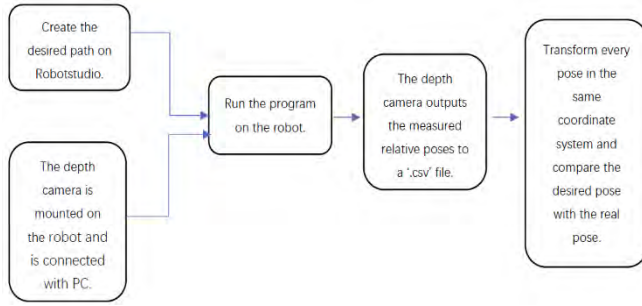 Create the
desired path on
Robotstudio.
The depth
camera is
mounted on
the robot and
is connected
with PC.
Run the program
on the robot.
The depth
camera outputs
the measured
relative poses to
a '.csv' file.
Transform every
pose in the
same
coordinate
system and
compare the
desired pose
with the real
pose.